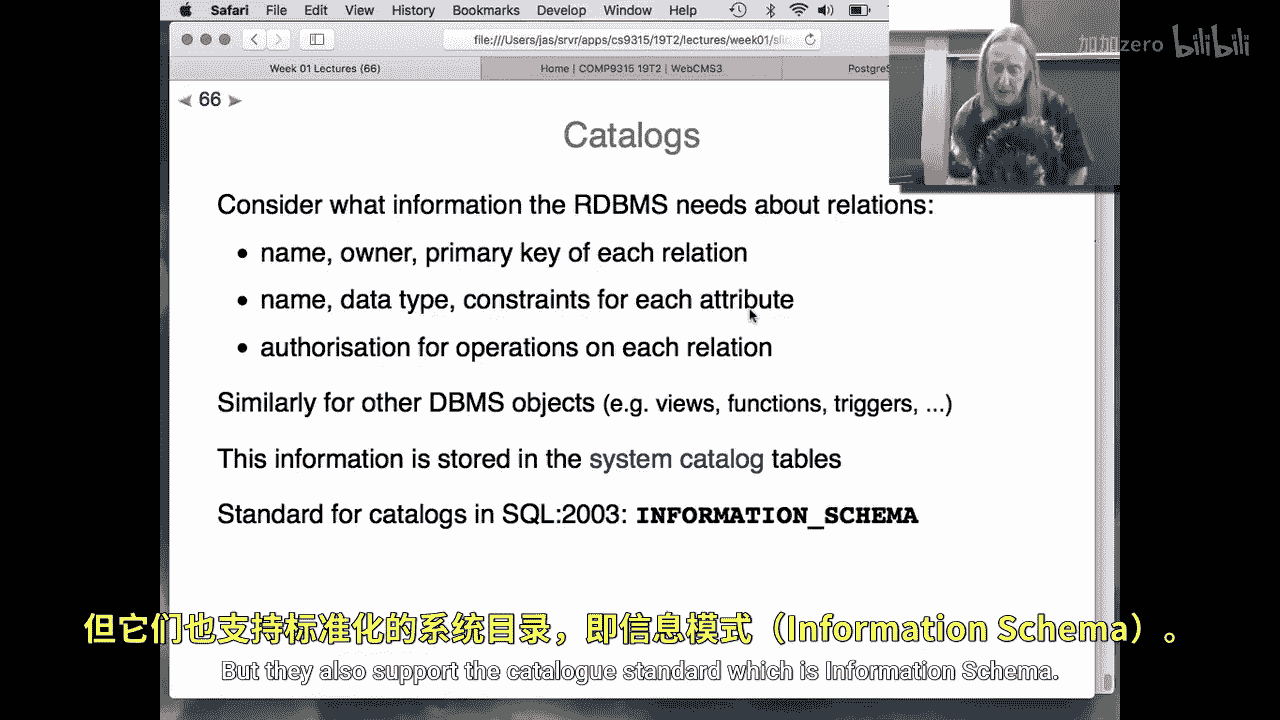 Safari File Edit View History Bookmarks Develop Window Help
加加zero bilibili
file:///Users/jas/srvr/apps/cs9315/19T2/lectures/week01/slid
Week 01 Lectures (66)
Home | COMP9315 19T2 | WebCMS3
PostgreS
66
Catalogs
Consider what information the RDBMS needs about relations:
• name, owner, primary key of each relation
• name, data type, constraints for each attribute
• authorisation for operations on each relation
Similarly for other DBMS objects (e.g. views, functions, triggers, ...)
This information is stored in the system catalog tables
Standard for catalogs in SQL:2003: INFORMATION_SCHEMA
但它们也支持标准化的系统目录，即信息模式（Information Schema）。
But they also support the catalogue standard which is Information Schema.